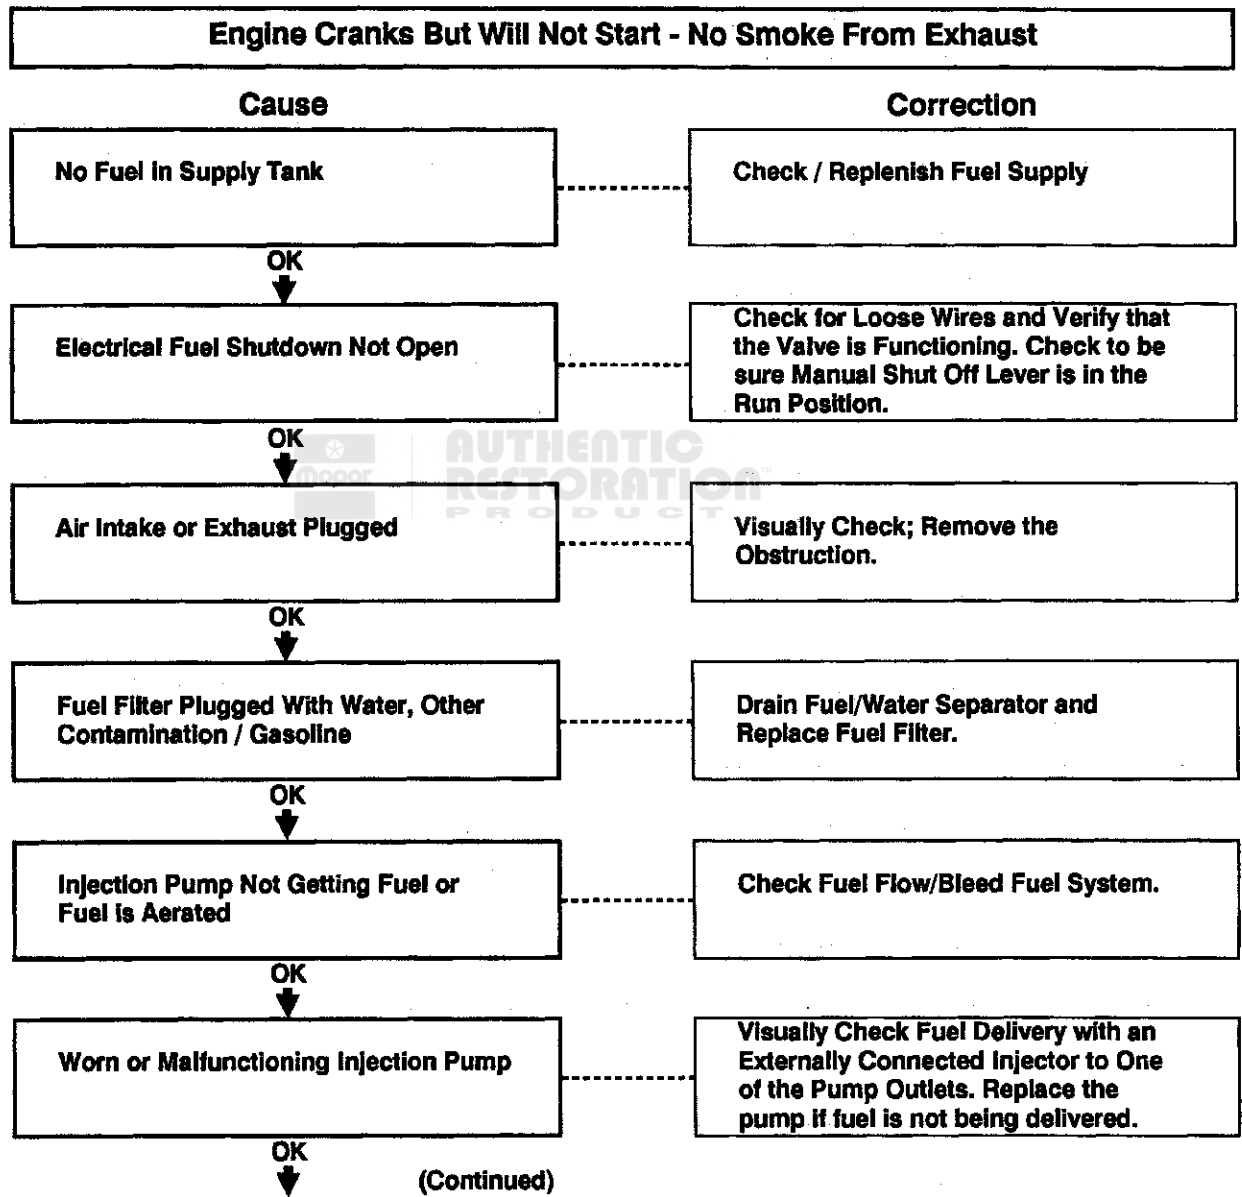 Engine Cranks But Will Not Start - No Smoke From Exhaust
Cause
Correction
No Fuel in Supply Tank
Check / Replenish Fuel Supply
OK
Electrical Fuel Shutdown Not Open
Check for Loose Wires and Verify that
the Valve is Functioning. Check to be
sure Manual Shut Off Lever is in the
Run Position.
OK
Mopar
AUTHENTIC
RESTORATION™
PRODUCT
Air Intake or Exhaust Plugged
Visually Check; Remove the
Obstruction.
OK
Fuel Filter Plugged With Water, Other
Contamination / Gasoline
Drain Fuel/Water Separator and
Replace Fuel Filter.
OK
Injection Pump Not Getting Fuel or
Fuel is Aerated
Check Fuel Flow/Bleed Fuel System.
OK
Worn or Malfunctioning Injection Pump
Visually Check Fuel Delivery with an
Externally Connected Injector to One
of the Pump Outlets. Replace the
pump if fuel is not being delivered.
OK
(Continued)